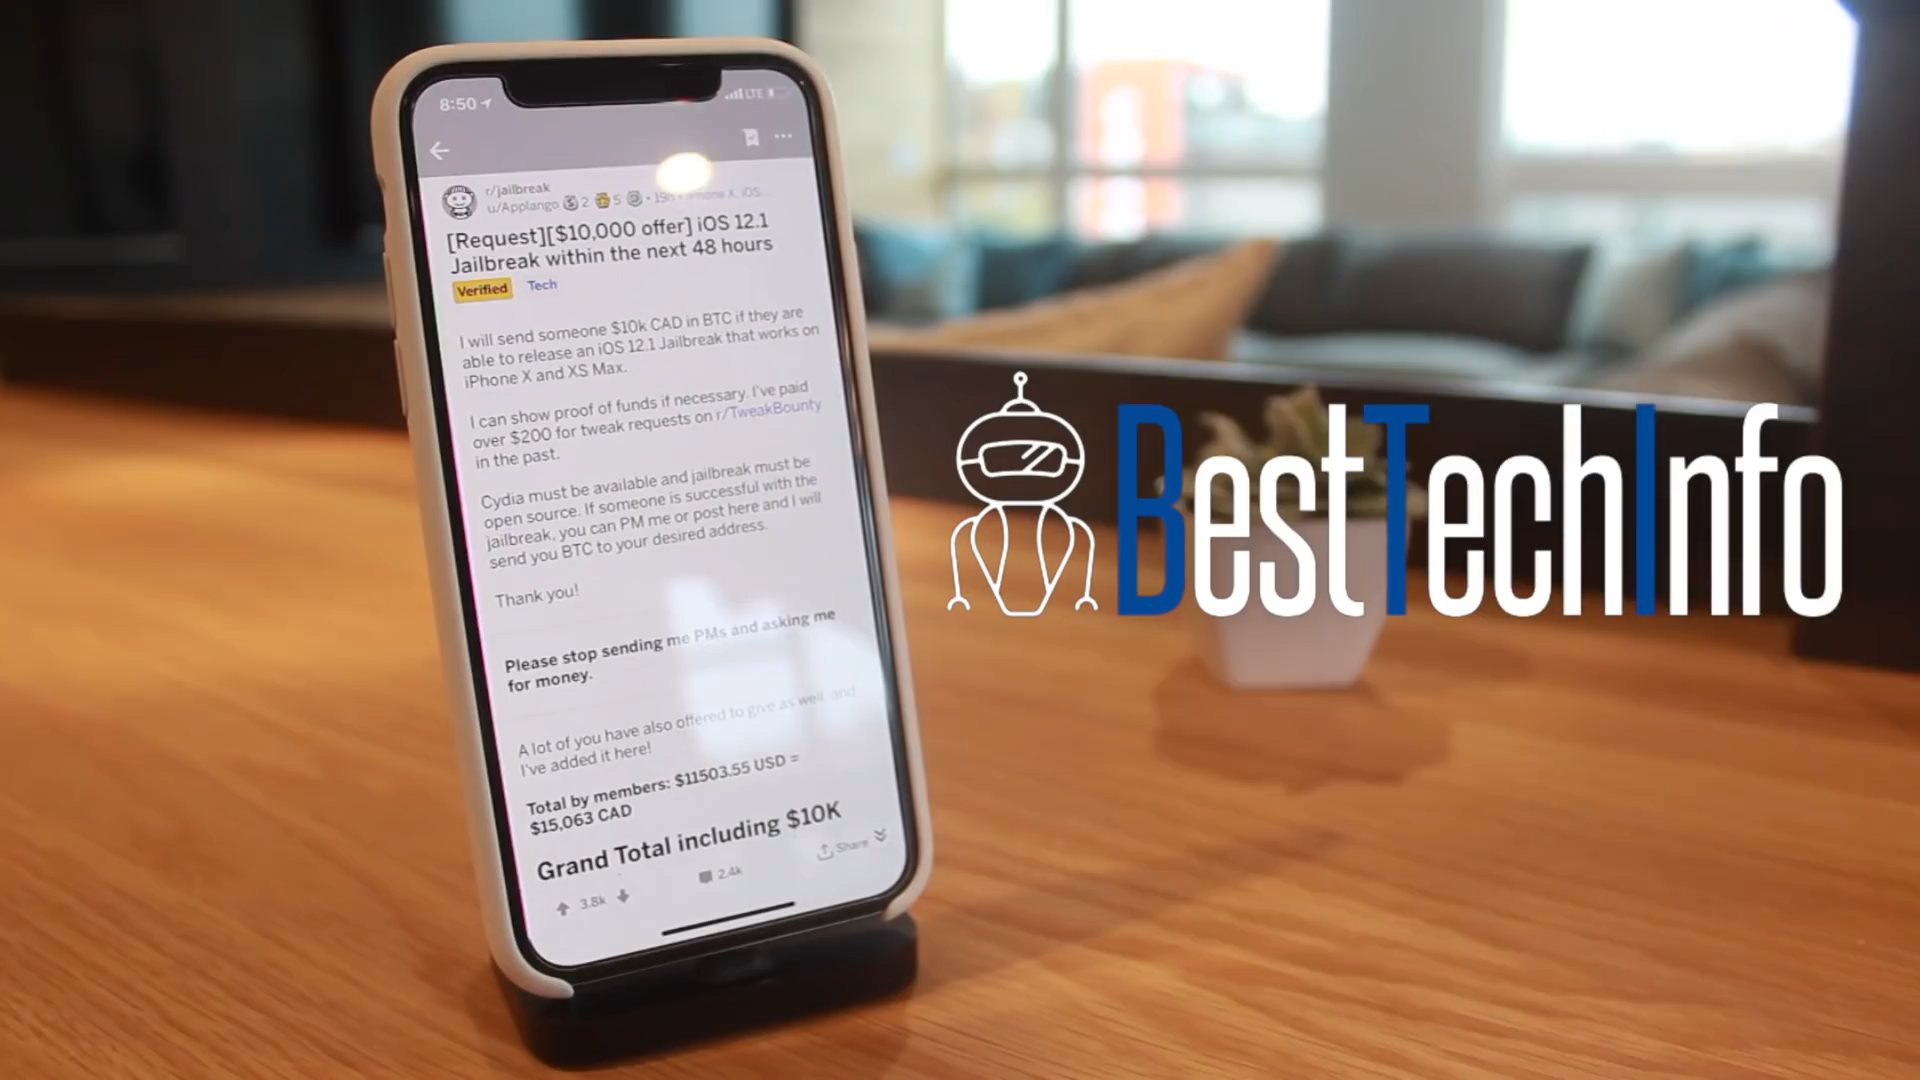 8:50
LTE
r/jailbreak
u/Applango 2 5 • 15h • iPhone X, iOS...
[Request][$10,000 offer] iOS 12.1
Jailbreak within the next 48 hours
Verified Tech
I will send someone $10k CAD in BTC if they are
able to release an iOS 12.1 Jailbreak that works on
iPhone X and XS Max.
I can show proof of funds if necessary. I've paid
over $200 for tweak requests on r/TweakBounty
in the past.
Cydia must be available and jailbreak must be
open source. If someone is successful with the
jailbreak, you can PM me or post here and I will
send you BTC to your desired address.
Thank you!
Please stop sending me PMs and asking me
for money.
A lot of you have also offered to give as well, and
I've added it here!
Total by members: $11503.55 USD =
$15,063 CAD
Grand Total including $10K
3.8k 2.4k Share
BestTechInfo